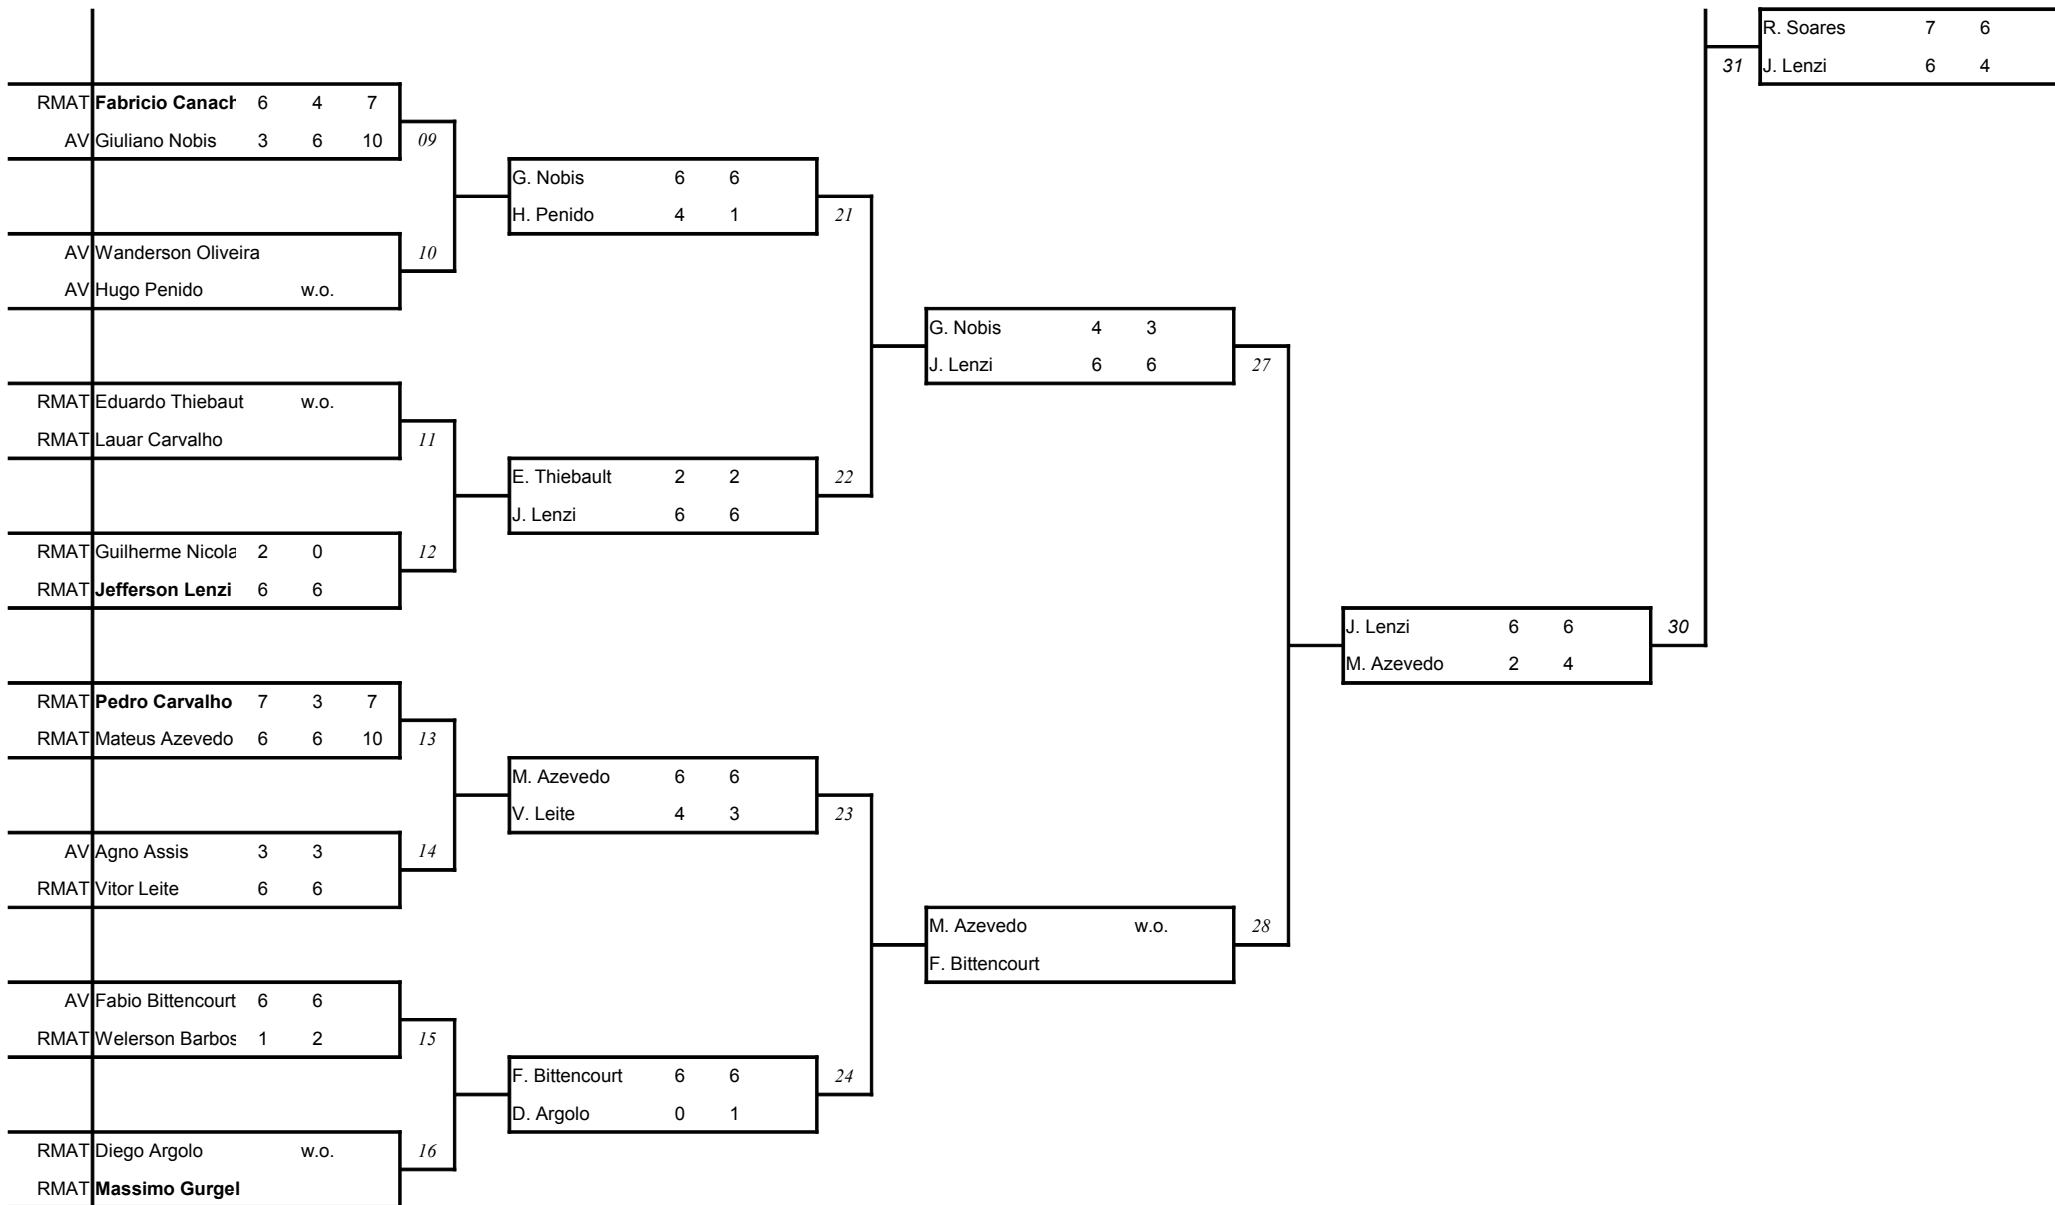 R. Soares 7 6
31 J. Lenzi 6 4
RMAT Fabricio Canach 6 4 7
AV Giuliano Nobis 3 6 10 09
G. Nobis 6 6
H. Penido 4 1 21
AV Wanderson Oliveira 10
AV Hugo Penido w.o.
G. Nobis 4 3
J. Lenzi 6 6 27
RMAT Eduardo Thiebaut w.o.
RMAT Lauar Carvalho 11
E. Thiebault 2 2 22
J. Lenzi 6 6
RMAT Guilherme Nicola 2 0 12
RMAT Jefferson Lenzi 6 6
J. Lenzi 6 6 30
M. Azevedo 2 4
RMAT Pedro Carvalho 7 3 7
RMAT Mateus Azevedo 6 6 10 13
M. Azevedo 6 6
V. Leite 4 3 23
AV Agno Assis 3 3 14
RMAT Vitor Leite 6 6
M. Azevedo w.o. 28
F. Bittencourt
AV Fabio Bittencourt 6 6
RMAT Welerson Barbos 1 2 15
F. Bittencourt 6 6 24
D. Argolo 0 1
RMAT Diego Argolo w.o. 16
RMAT Massimo Gurgel